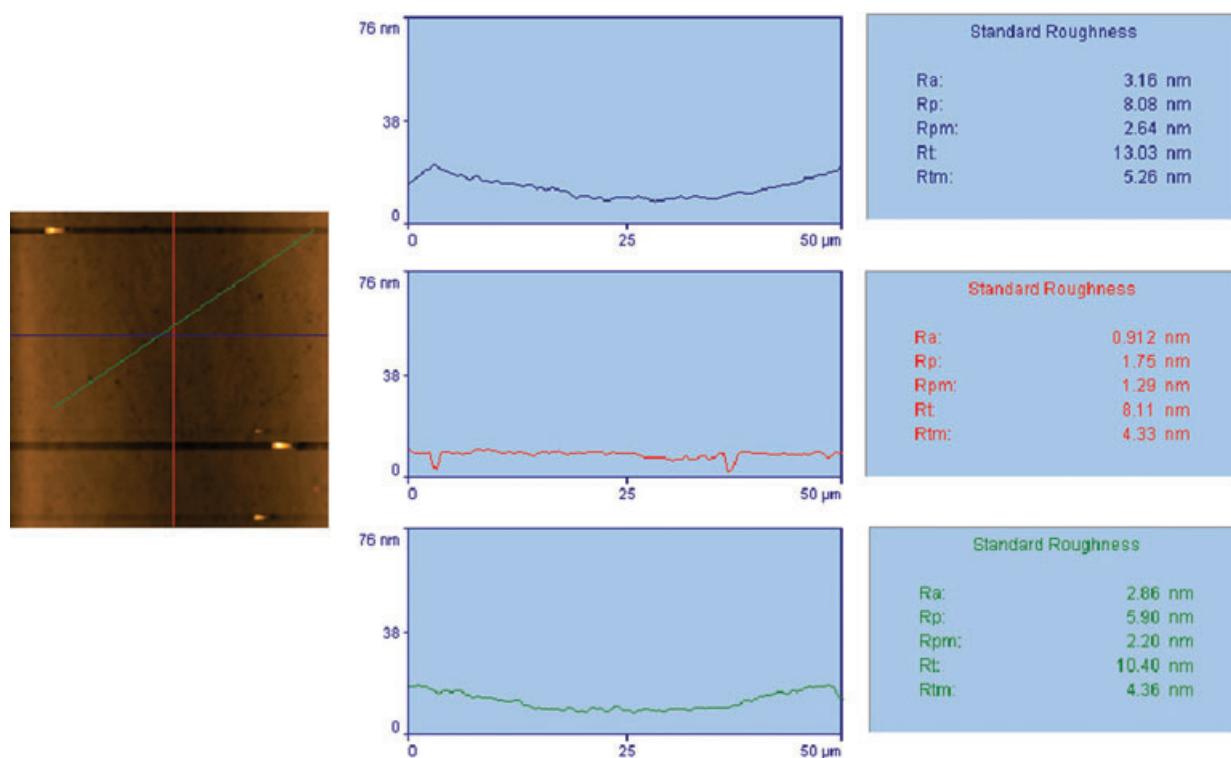 76 nm
38
0
0 25 50 µm
Standard Roughness
Ra: 3.16 nm
Rp: 8.08 nm
Rpm: 2.64 nm
Rt: 13.03 nm
Rtm: 5.26 nm
76 nm
38
0
0 25 50 µm
Standard Roughness
Ra: 0.912 nm
Rp: 1.75 nm
Rpm: 1.29 nm
Rt: 8.11 nm
Rtm: 4.33 nm
76 nm
38
0
0 25 50 µm
Standard Roughness
Ra: 2.86 nm
Rp: 5.90 nm
Rpm: 2.20 nm
Rt: 10.40 nm
Rtm: 4.36 nm